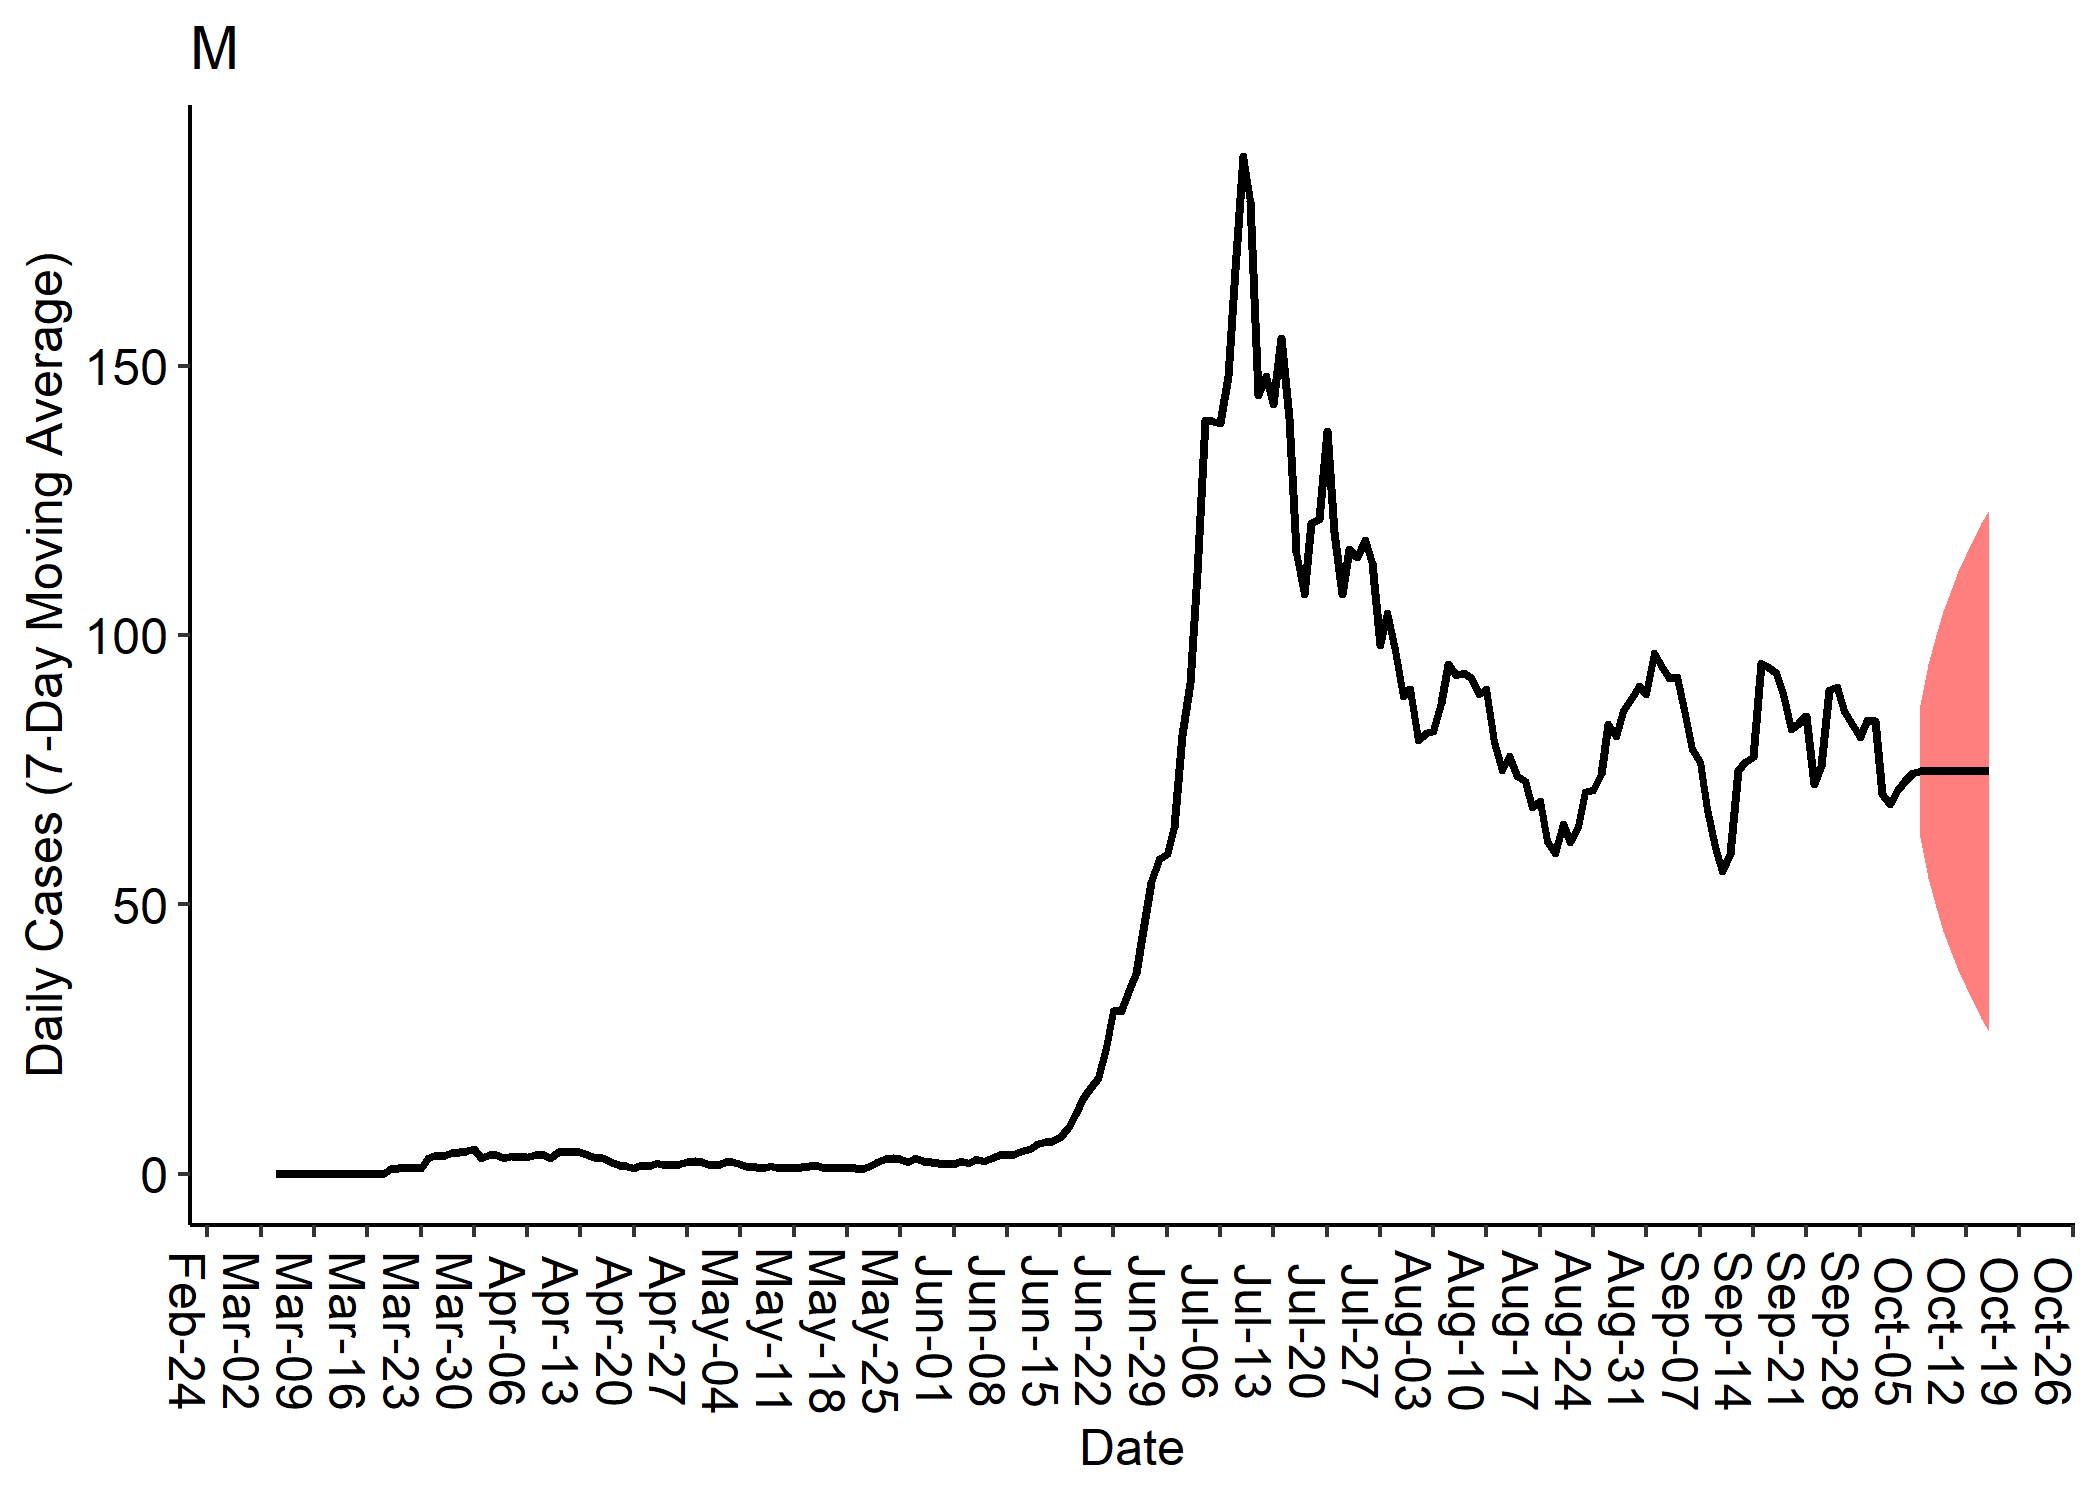 M
Daily Cases (7-Day Moving Average)
150
100
50
0
Feb-24
Mar-02
Mar-09
Mar-16
Mar-23
Mar-30
Apr-06
Apr-13
Apr-20
Apr-27
May-04
May-11
May-18
May-25
Jun-01
Jun-08
Jun-15
Jun-22
Jun-29
Jul-06
Jul-13
Jul-20
Jul-27
Aug-03
Aug-10
Aug-17
Aug-24
Aug-31
Sep-07
Sep-14
Sep-21
Sep-28
Oct-05
Oct-12
Oct-19
Oct-26
Date